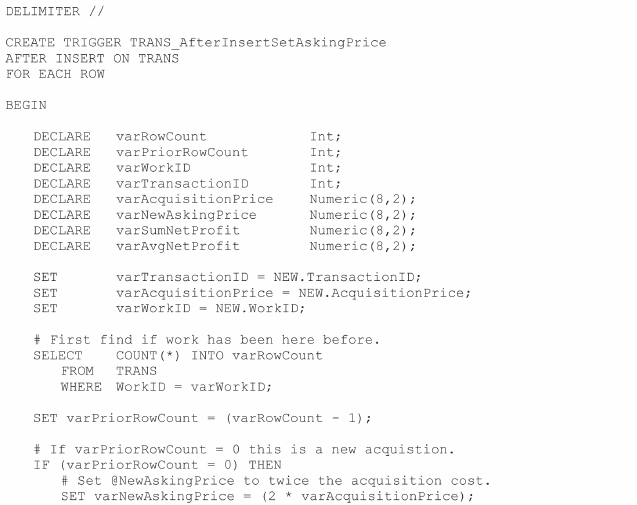 DELIMITER //
CREATE TRIGGER TRANS_AfterInsertSetAskingPrice
AFTER INSERT ON TRANS
FOR EACH ROW
BEGIN
DECLARE varRowCount Int;
DECLARE varPriorRowCount Int;
DECLARE varWorkID Int;
DECLARE varTransactionID Int;
DECLARE varAcquisitionPrice Numeric(8,2);
DECLARE varNewAskingPrice Numeric(8,2);
DECLARE varSumNetProfit Numeric(8,2);
DECLARE varAvgNetProfit Numeric(8,2);
SET varTransactionID = NEW.TransactionID;
SET varAcquisitionPrice = NEW.AcquisitionPrice;
SET varWorkID = NEW.WorkID;
# First find if work has been here before.
SELECT COUNT(*) INTO varRowCount
FROM TRANS
WHERE WorkID = varWorkID;
SET varPriorRowCount = (varRowCount - 1);
# If varPriorRowCount = 0 this is a new acquistion.
IF (varPriorRowCount = 0) THEN
# Set @NewAskingPrice to twice the acquisition cost.
SET varNewAskingPrice = (2 * varAcquisitionPrice);